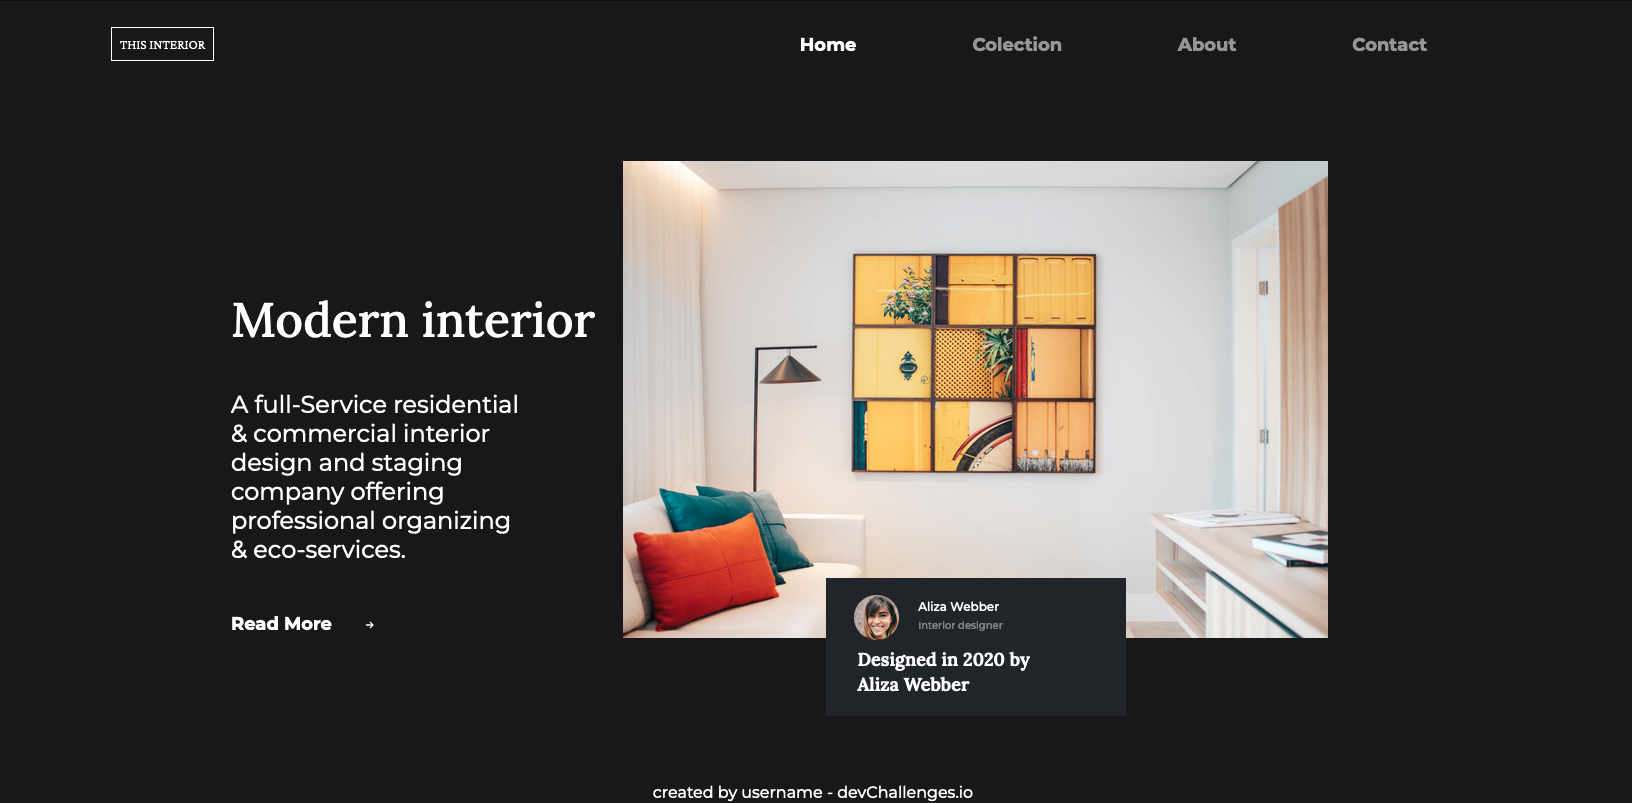 THIS INTERIOR
Home
Colection
About
Contact
Modern interior
A full-Service residential
& commercial interior
design and staging
company offering
professional organizing
& eco-services.
Read More →
Aliza Webber
Interior designer
Designed in 2020 by
Aliza Webber
created by username - devChallenges.io